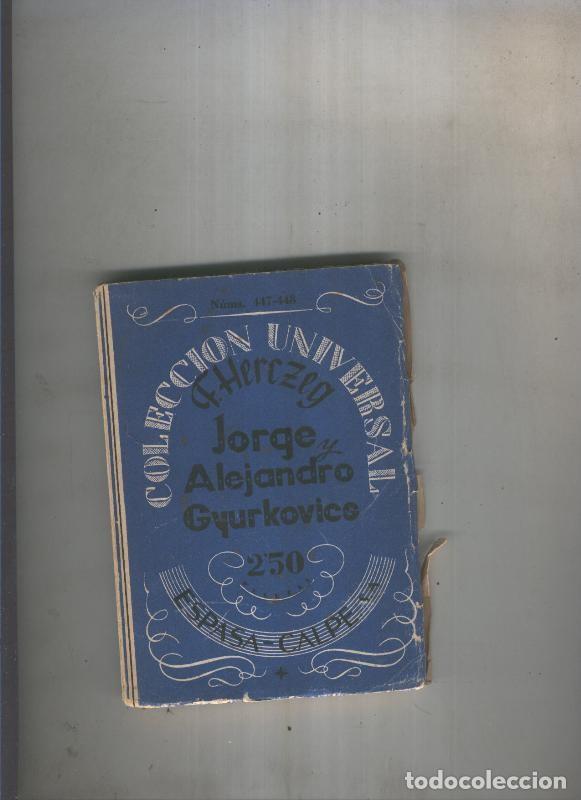 Núms. 447-448
COLECCION UNIVERSAL
F. Herczeg
Jorge y
Alejandro
Gyurkovics
2'50
ESPASA-CALPE S.A
todocoleccion